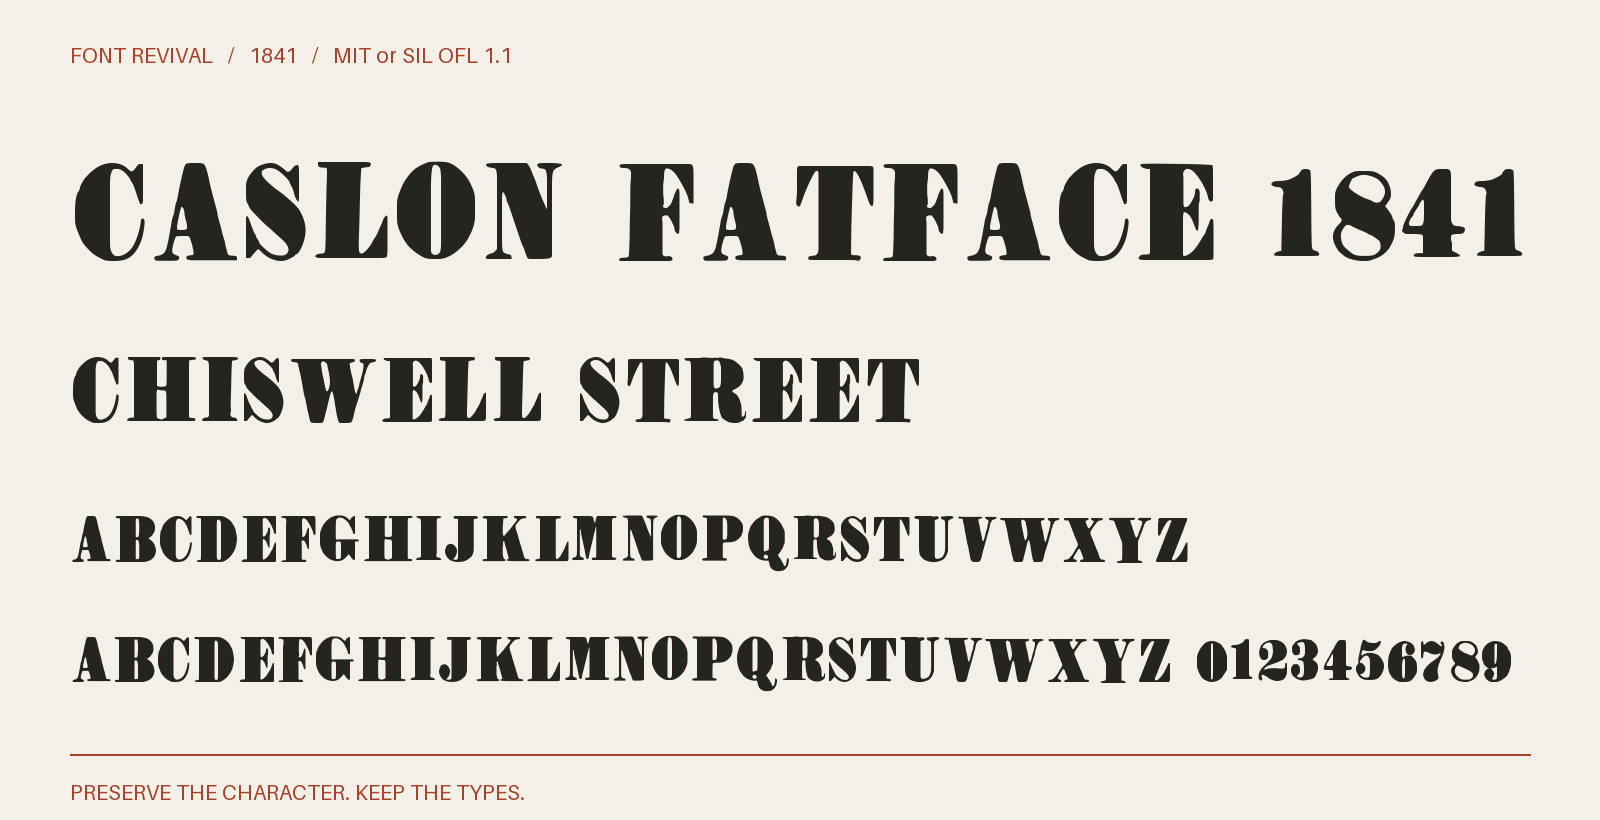 FONT REVIVAL / 1841 / MIT or SIL OFL 1.1
CASLON FATFACE 1841
CHISWELL STREET
ABCDEFGHIJKLMNOPQRSTUVWXYZ
ABCDEFGHIJKLMNOPQRSTUVWXYZ 0123456789
PRESERVE THE CHARACTER. KEEP THE TYPES.